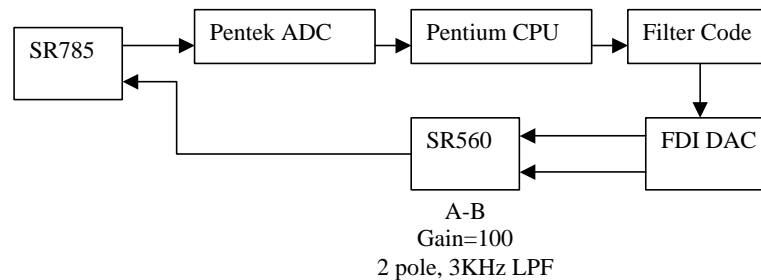 SR785
Pentek ADC
Pentium CPU
Filter Code
SR560
FDI DAC
A-B
Gain=100
2 pole, 3KHz LPF